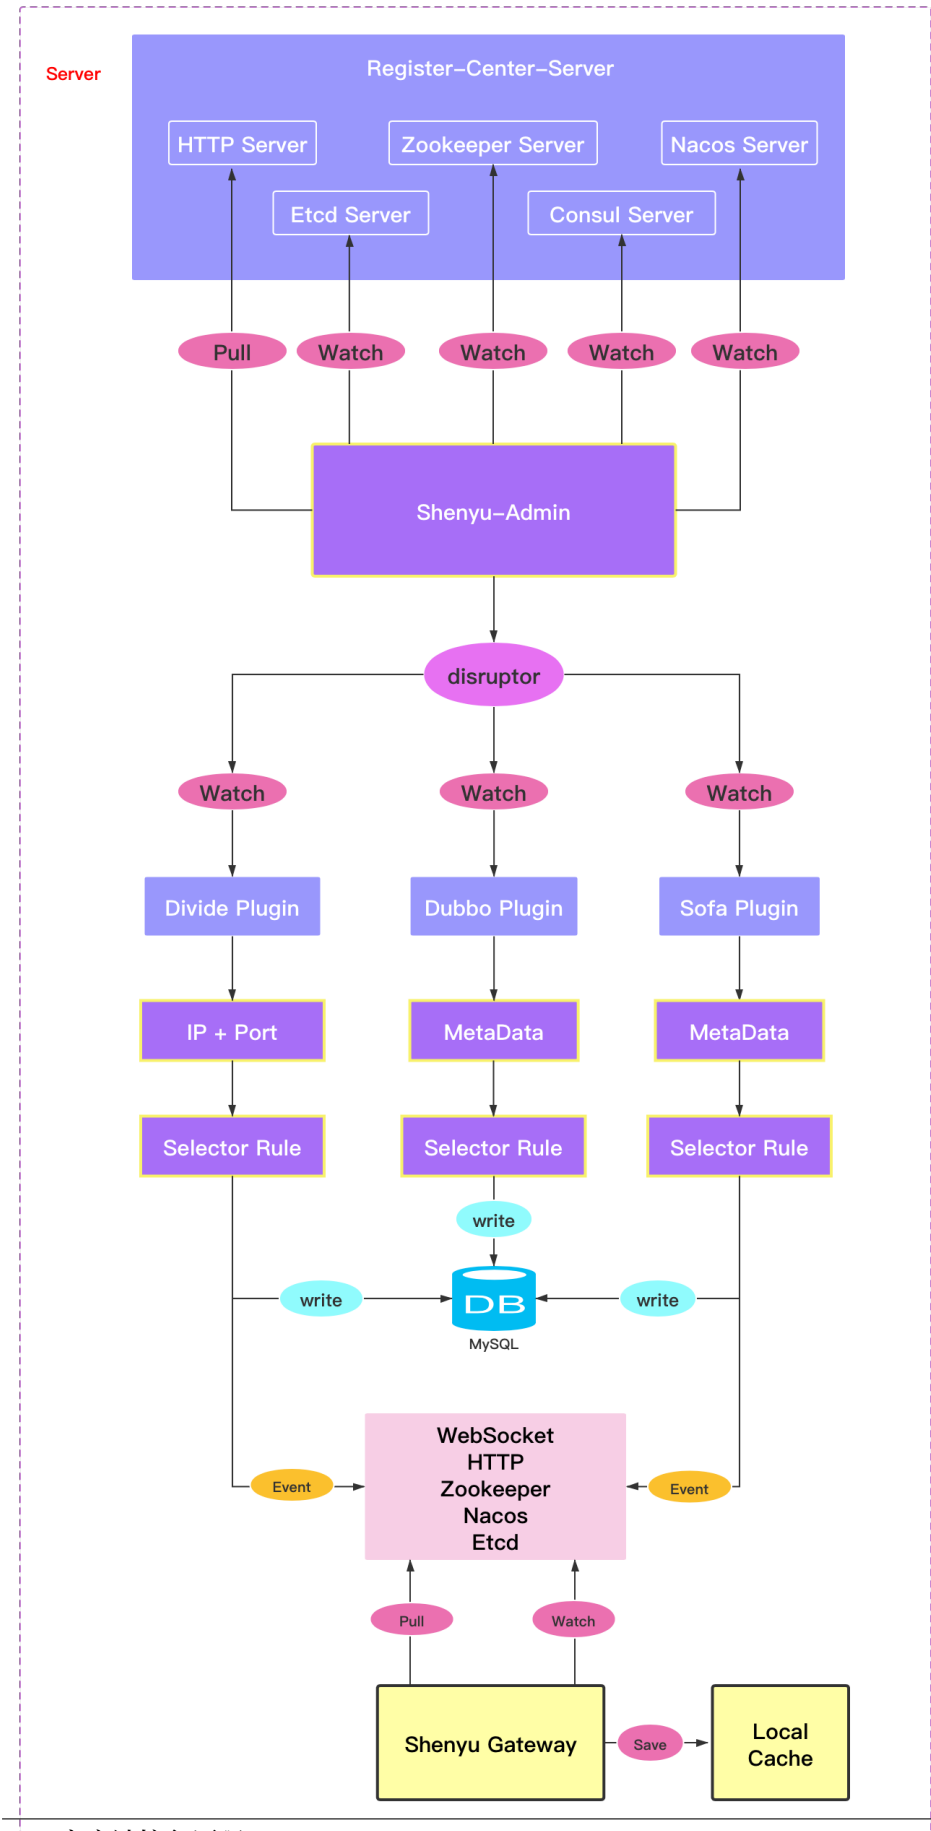 Server
Register-Center-Server
HTTP Server
Zookeeper Server
Nacos Server
Etcd Server
Consul Server
Pull
Watch
Watch
Watch
Watch
Shenyu-Admin
disruptor
Watch
Watch
Watch
Divide Plugin
Dubbo Plugin
Sofa Plugin
IP + Port
MetaData
MetaData
Selector Rule
Selector Rule
Selector Rule
write
write
DB
write
MySQL
WebSocket
HTTP
Zookeeper
Nacos
Etcd
Event
Event
Pull
Watch
Shenyu Gateway
Save
Local
Cache